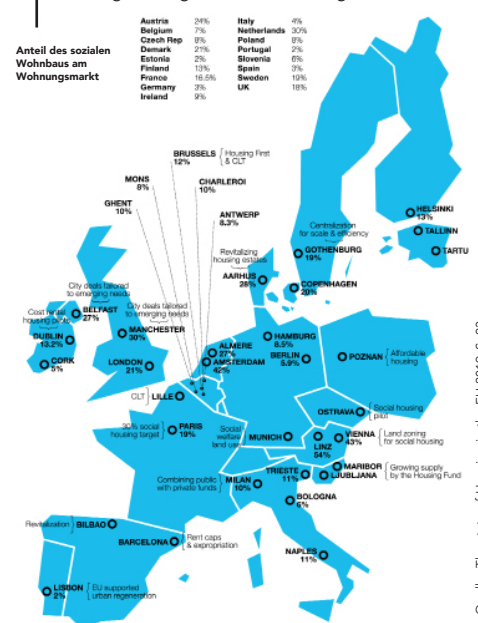 Anteil des sozialen
Wohnbaus am
Wohnungsmarkt
Austria 24%
Belgium 7%
Czech Rep 8%
Demark 21%
Estonia 2%
Finland 13%
France 16.5%
Germany 3%
Ireland 9%
Italy 4%
Netherlands 30%
Poland 8%
Portugal 2%
Slovenia 6%
Spain 3%
Sweden 19%
UK 18%
BRUSSELS
12%
Housing First
& CLT
MONS
8%
CHARLEROI
10%
GHENT
10%
ANTWERP
8.3%
HELSINKI
13%
TALLINN
TARTU
Centralization
for scale & efficiency
GOTHENBURG
19%
Revitalizing
housing estates
AARHUS
28%
COPENHAGEN
20%
City deals tailored
to emerging needs
BELFAST
27%
Cost rental
housing pilots
DUBLIN
13.2%
CORK
5%
City deals tailored
to emerging needs
MANCHESTER
30%
LONDON
21%
ALMERE
27%
AMSTERDAM
42%
HAMBURG
8.5%
BERLIN
5.9%
POZNAN
Affordable
housing
CLT
LILLE
30% social
housing target
PARIS
19%
Social
welfare
land use
MUNICH
OSTRAVA
Social housing
pilot
LINZ
54%
VIENNA
43%
Land zoning
for social housing
TRIESTE
11%
MARIBOR
LJUBLJANA
Growing supply
by the Housing Fund
Combining public
with private funds
MILAN
10%
BOLOGNA
6%
Revitalization
BILBAO
BARCELONA
Rent caps
& expropriation
NAPLES
11%
LISBON
2%
EU supported
urban regeneration